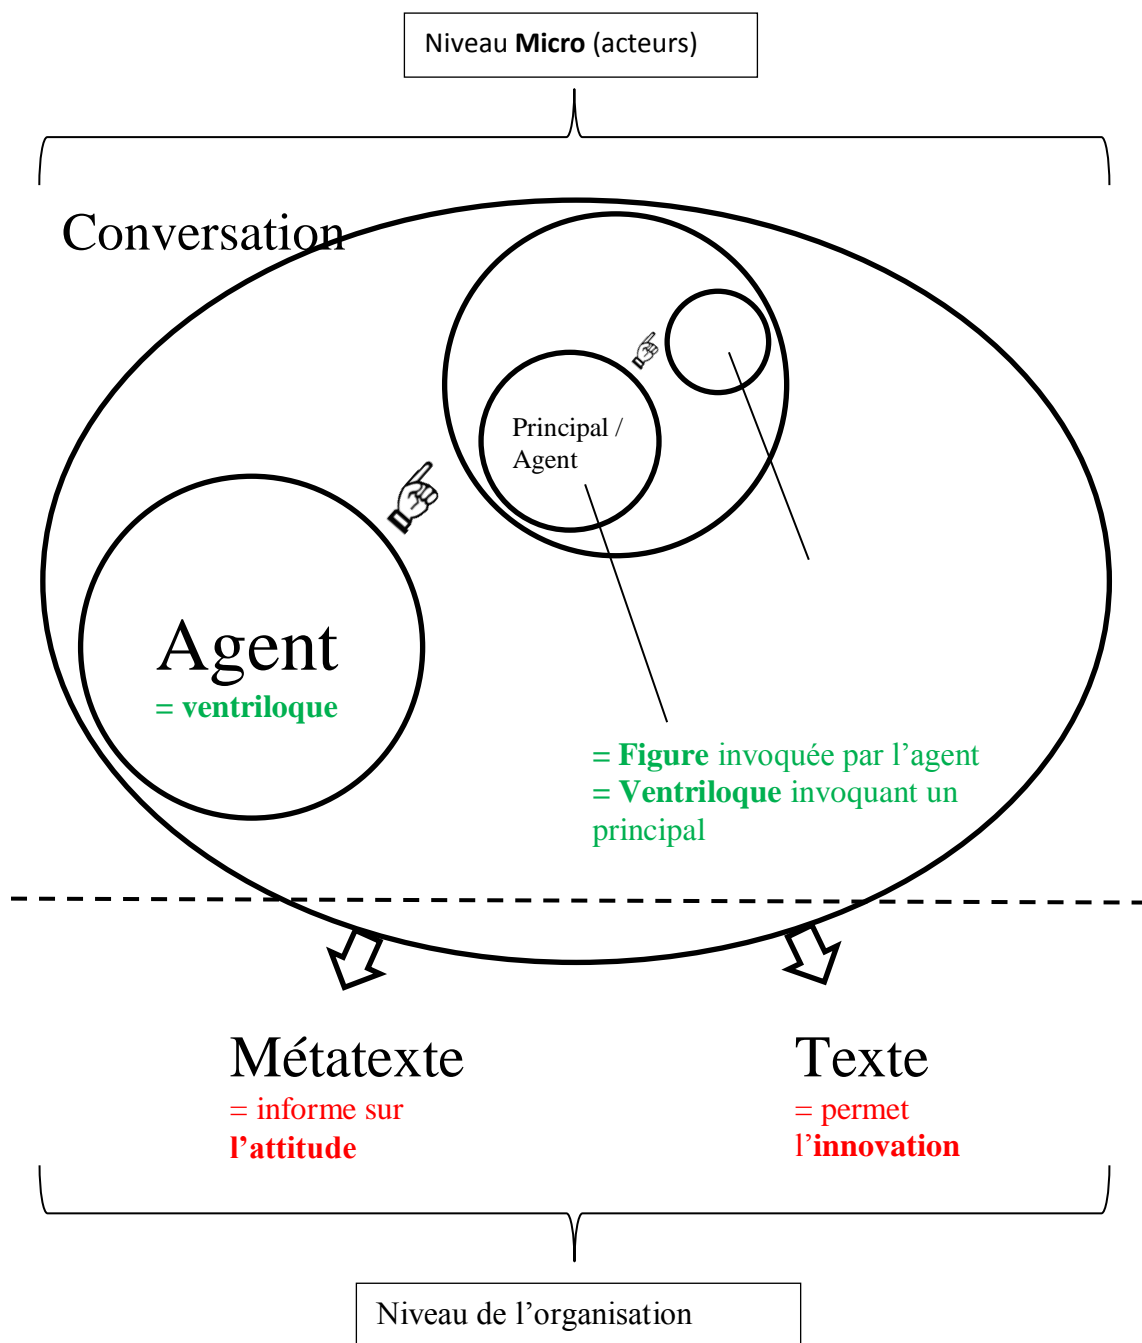 Niveau Micro (acteurs)
Conversation
Principal /
Agent
Agent
= ventriloque
= Figure invoquée par l’agent
= Ventriloque invoquant un
principal
Métatexte
= informe sur
l’attitude
Texte
= permet
l’innovation
Niveau de l’organisation